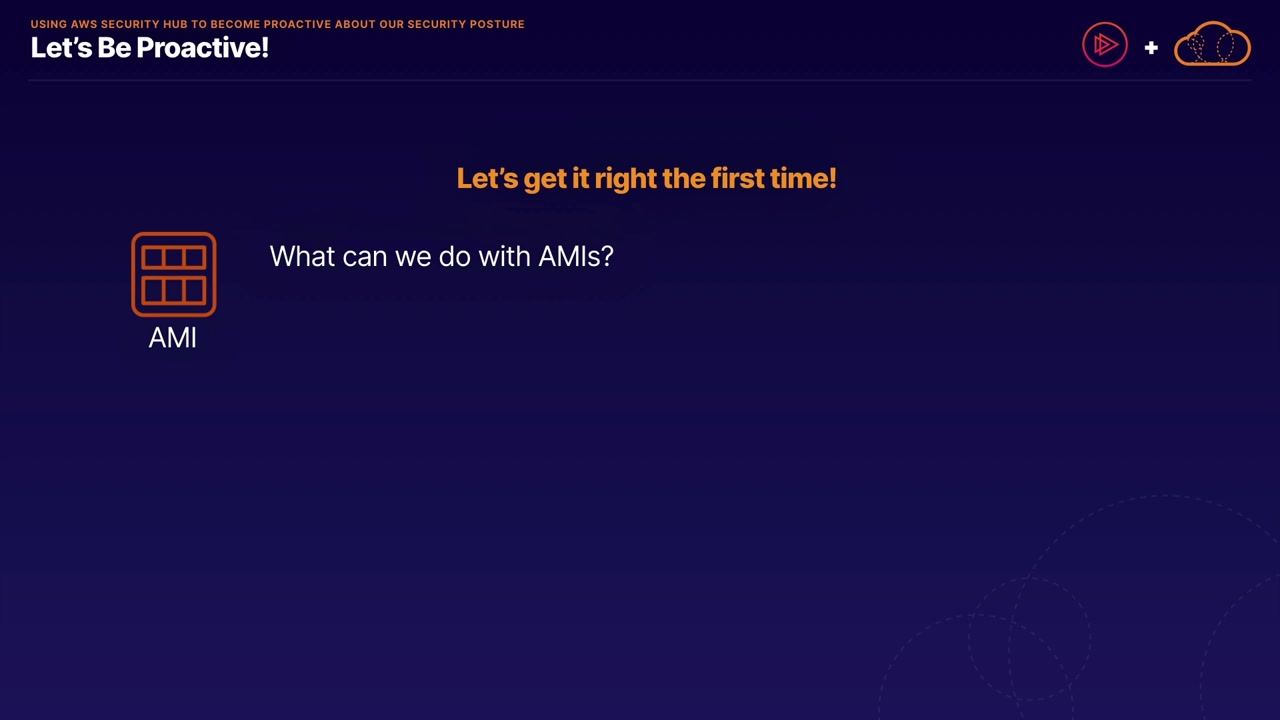 USING AWS SECURITY HUB TO BECOME PROACTIVE ABOUT OUR SECURITY POSTURE
Let’s Be Proactive!
+
Let’s get it right the first time!
What can we do with AMIs?
AMI